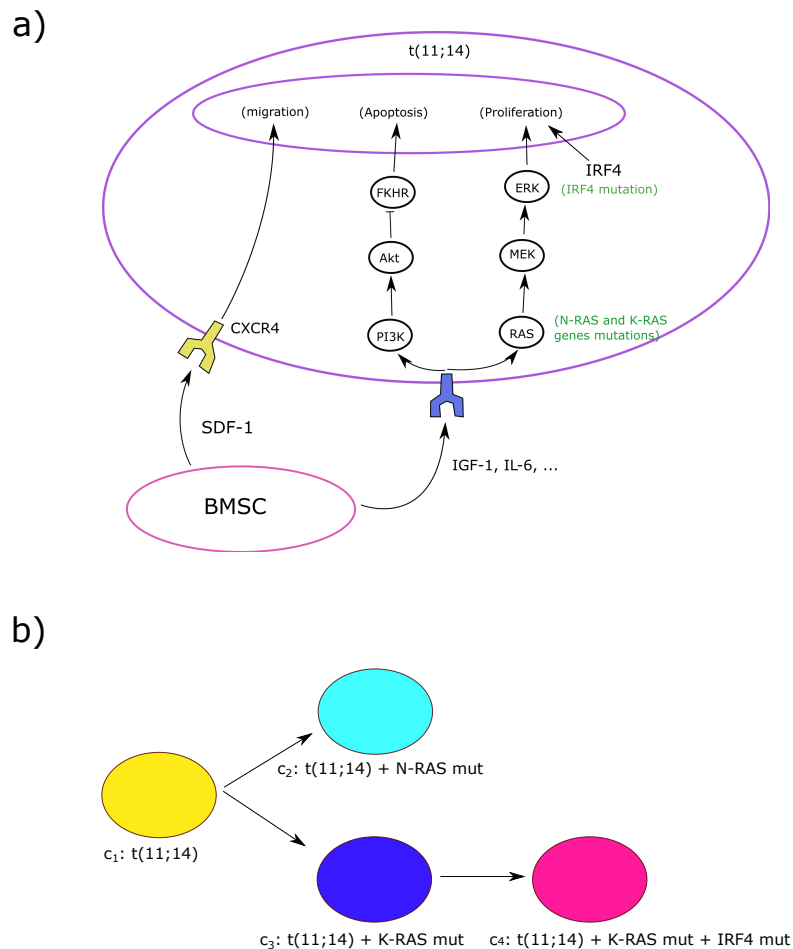 a)
t(11;14)
(migration)
(Apoptosis)
(Proliferation)
IRF4
(IRF4 mutation)
FKHR
ERK
Akt
MEK
CXCR4
PI3K
RAS
(N-RAS and K-RAS
genes mutations)
SDF-1
IGF-1, IL-6, ...
BMSC
b)
c₂: t(11;14) + N-RAS mut
c₁: t(11;14)
c₃: t(11;14) + K-RAS mut
c₄: t(11;14) + K-RAS mut + IRF4 mut